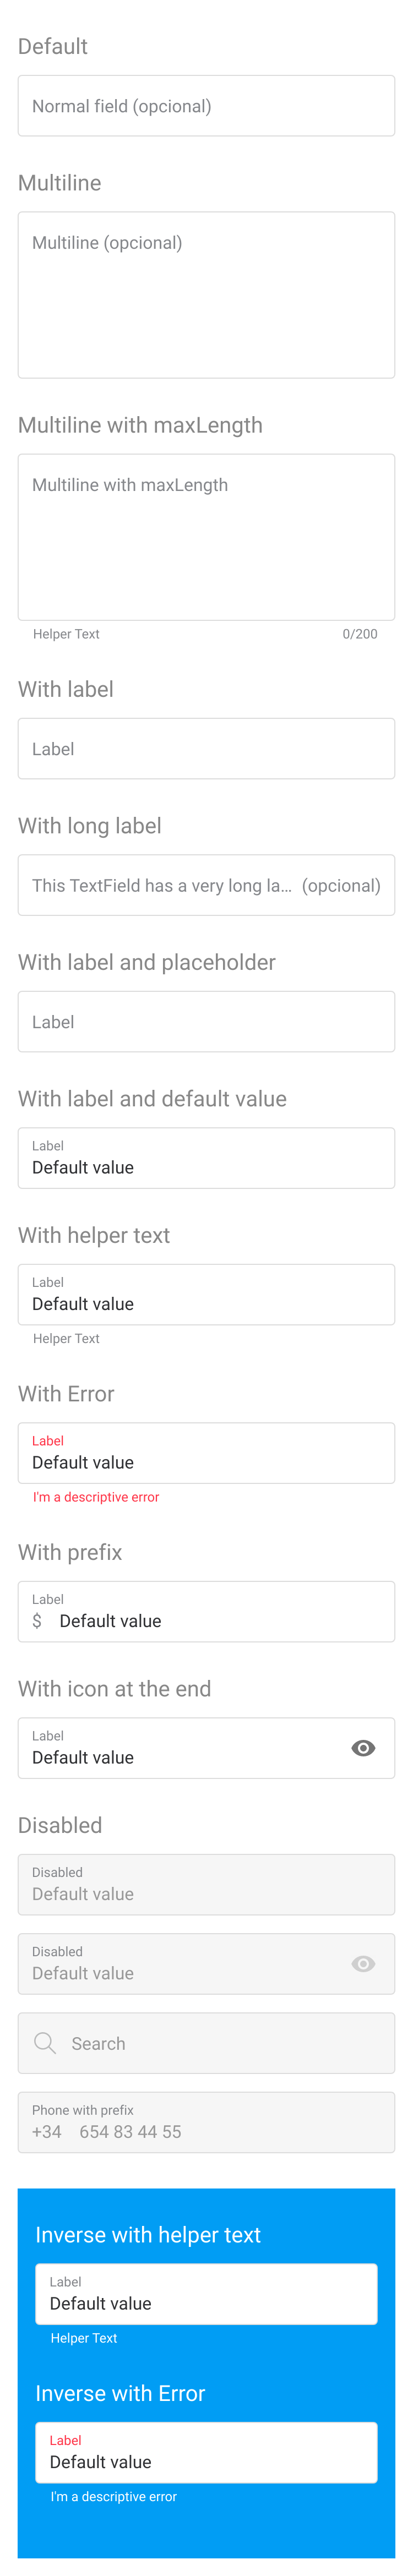 Default
Normal field (opcional)
Multiline
Multiline (opcional)
Multiline with maxLength
Multiline with maxLength
Helper Text 0/200
With label
Label
With long label
This TextField has a very long la... (opcional)
With label and placeholder
Label
With label and default value
Label
Default value
With helper text
Label
Default value
Helper Text
With Error
Label
Default value
I'm a descriptive error
With prefix
Label
$ Default value
With icon at the end
Label
Default value
Disabled
Disabled
Default value
Disabled
Default value
Search
Phone with prefix
+34 654 83 44 55
Inverse with helper text
Label
Default value
Helper Text
Inverse with Error
Label
Default value
I'm a descriptive error